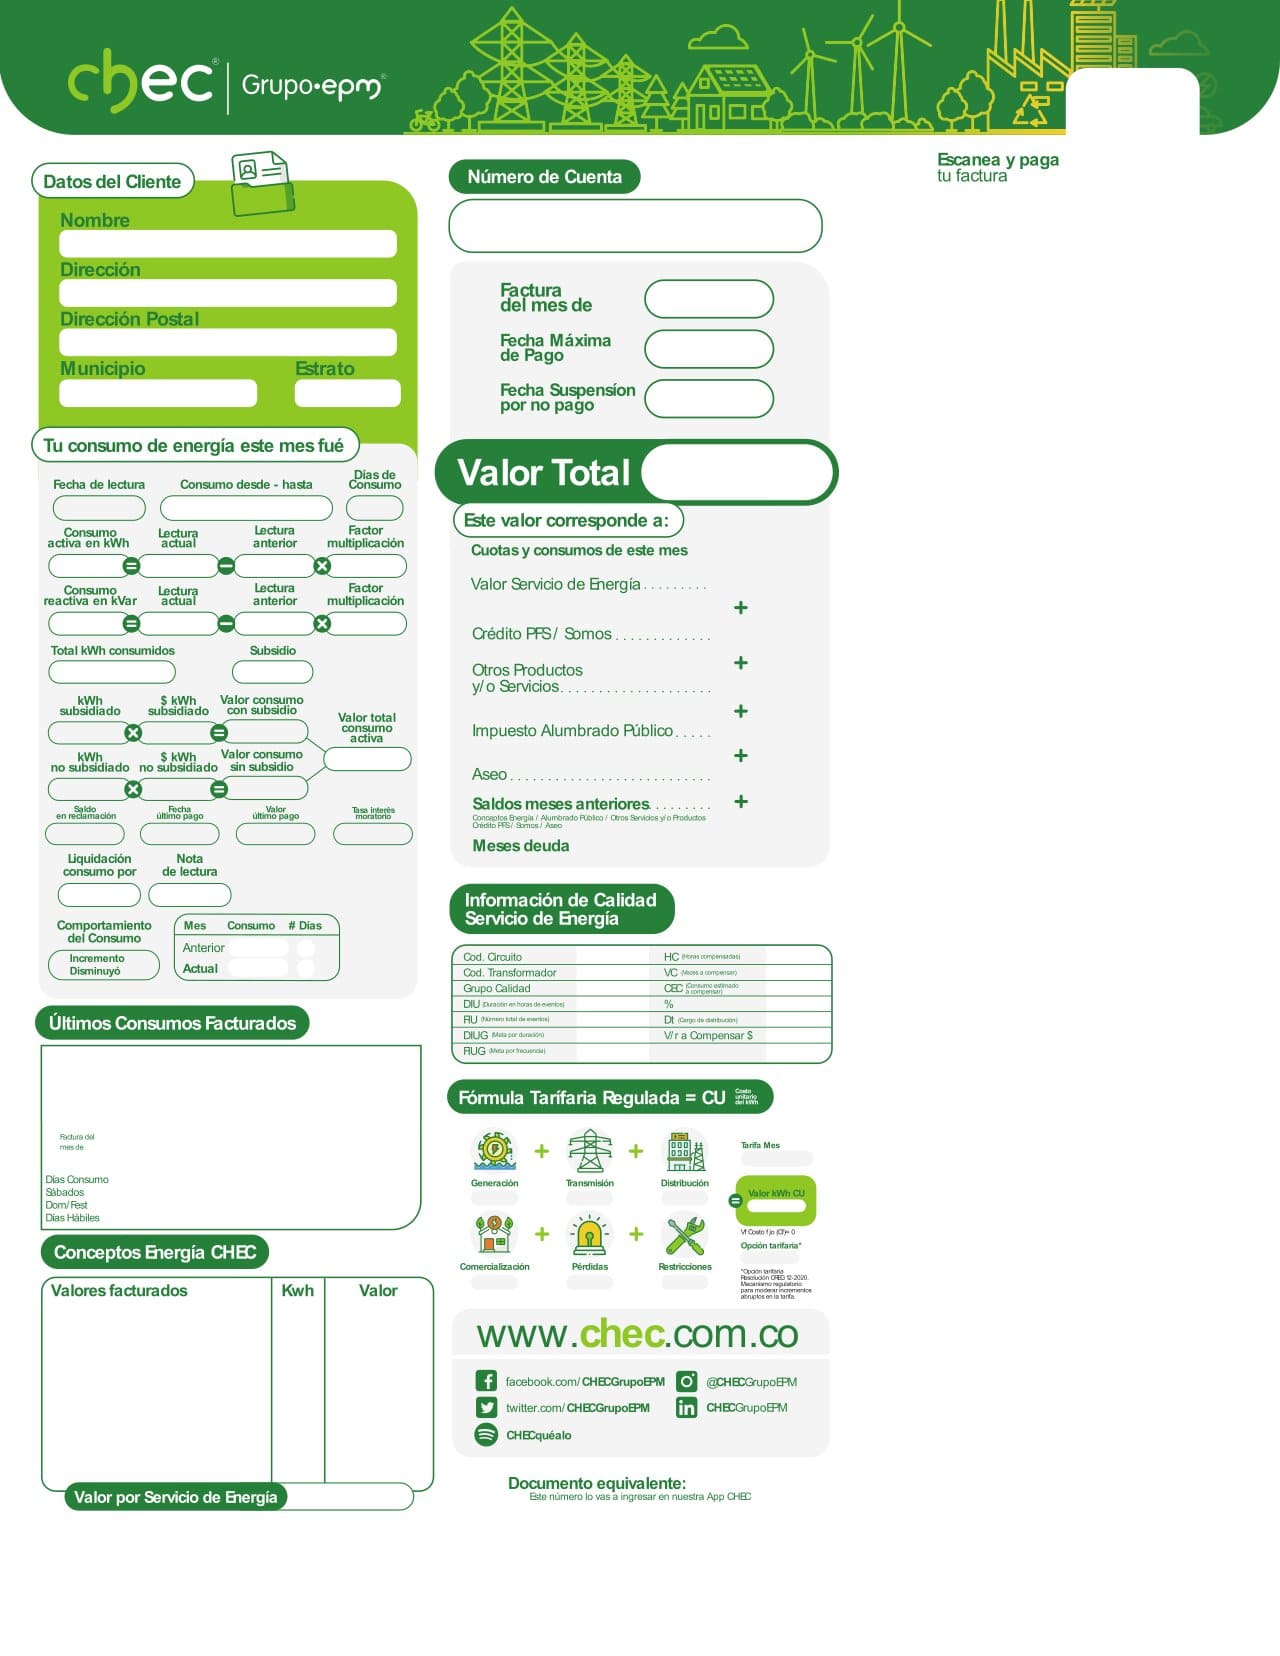 chec® Grupo·epm®
Escanea y paga
tu factura
Datos del Cliente
Nombre
Dirección
Dirección Postal
Municipio Estrato
Tu consumo de energía este mes fué
Fecha de lectura Consumo desde - hasta Días de
Consumo
Consumo
activa en kWh Lectura
actual Lectura
anterior Factor
multiplicación
= − ×
Consumo
reactiva en kVar Lectura
actual Lectura
anterior Factor
multiplicación
= − ×
Total kWh consumidos Subsidio
kWh
subsidiado $ kWh
subsidiado Valor consumo
con subsidio
× =
Valor total
consumo
activa
kWh
no subsidiado $ kWh
no subsidiado Valor consumo
sin subsidio
× =
Saldo
en reclamación Fecha
último pago Valor
último pago Tasa interés
moratorio
Liquidación
consumo por Nota
de lectura
Comportamiento
del Consumo
Incremento
Disminuyó
Mes Consumo # Días
Anterior
Actual
Últimos Consumos Facturados
Factura del
mes de
Días Consumo
Sábados
Dom/Fest
Días Hábiles
Conceptos Energía CHEC
Valores facturados Kwh Valor
Valor por Servicio de Energía
Número de Cuenta
Factura
del mes de
Fecha Máxima
de Pago
Fecha Suspensíon
por no pago
Valor Total
Este valor corresponde a:
Cuotas y consumos de este mes
Valor Servicio de Energía . . . . . . . . .
+
Crédito PFS/ Somos . . . . . . . . . . . . .
+
Otros Productos
y/o Servicios. . . . . . . . . . . . . . . . . . . .
+
Impuesto Alumbrado Público . . . . .
+
Aseo . . . . . . . . . . . . . . . . . . . . . . . . . .
+
Saldos meses anteriores. . . . . . . . .
Conceptos Energía / Alumbrado Público / Otros Servicios y/o Productos
Crédito PFS/ Somos / Aseo
Meses deuda
Información de Calidad
Servicio de Energía
Cod. Circuito HC (Horas compensadas)
Cod. Transformador VC (Veces a compensar)
Grupo Calidad CEC (Consumo estimado
a compensar)
DIU (Duración en horas de eventos) %
FIU (Número total de eventos) Dt (Cargo de distribución)
DIUG (Meta por duración) V/r a Compensar $
FIUG (Meta por frecuencia)
Fórmula Tarífaria Regulada = CU Costo
unitario
del kWh
+ +
Generación Transmisión Distribución
+ +
Comercialización Pérdidas Restricciones
Tarifa Mes
= Valor kWh CU
Vf Costo fjo (Cf)= 0
Opción tarifaria*
*Opción tarifaria
Resolución CREG 12-2020.
Mecanismo regulatorio
para moderar incrementos
abruptos en la tarifa.
www.chec.com.co
facebook.com/CHECGrupoEPM @CHECGrupoEPM
twitter.com/CHECGrupoEPM CHECGrupoEPM
CHECquéalo
Documento equivalente:
Este número lo vas a ingresar en nuestra App CHEC